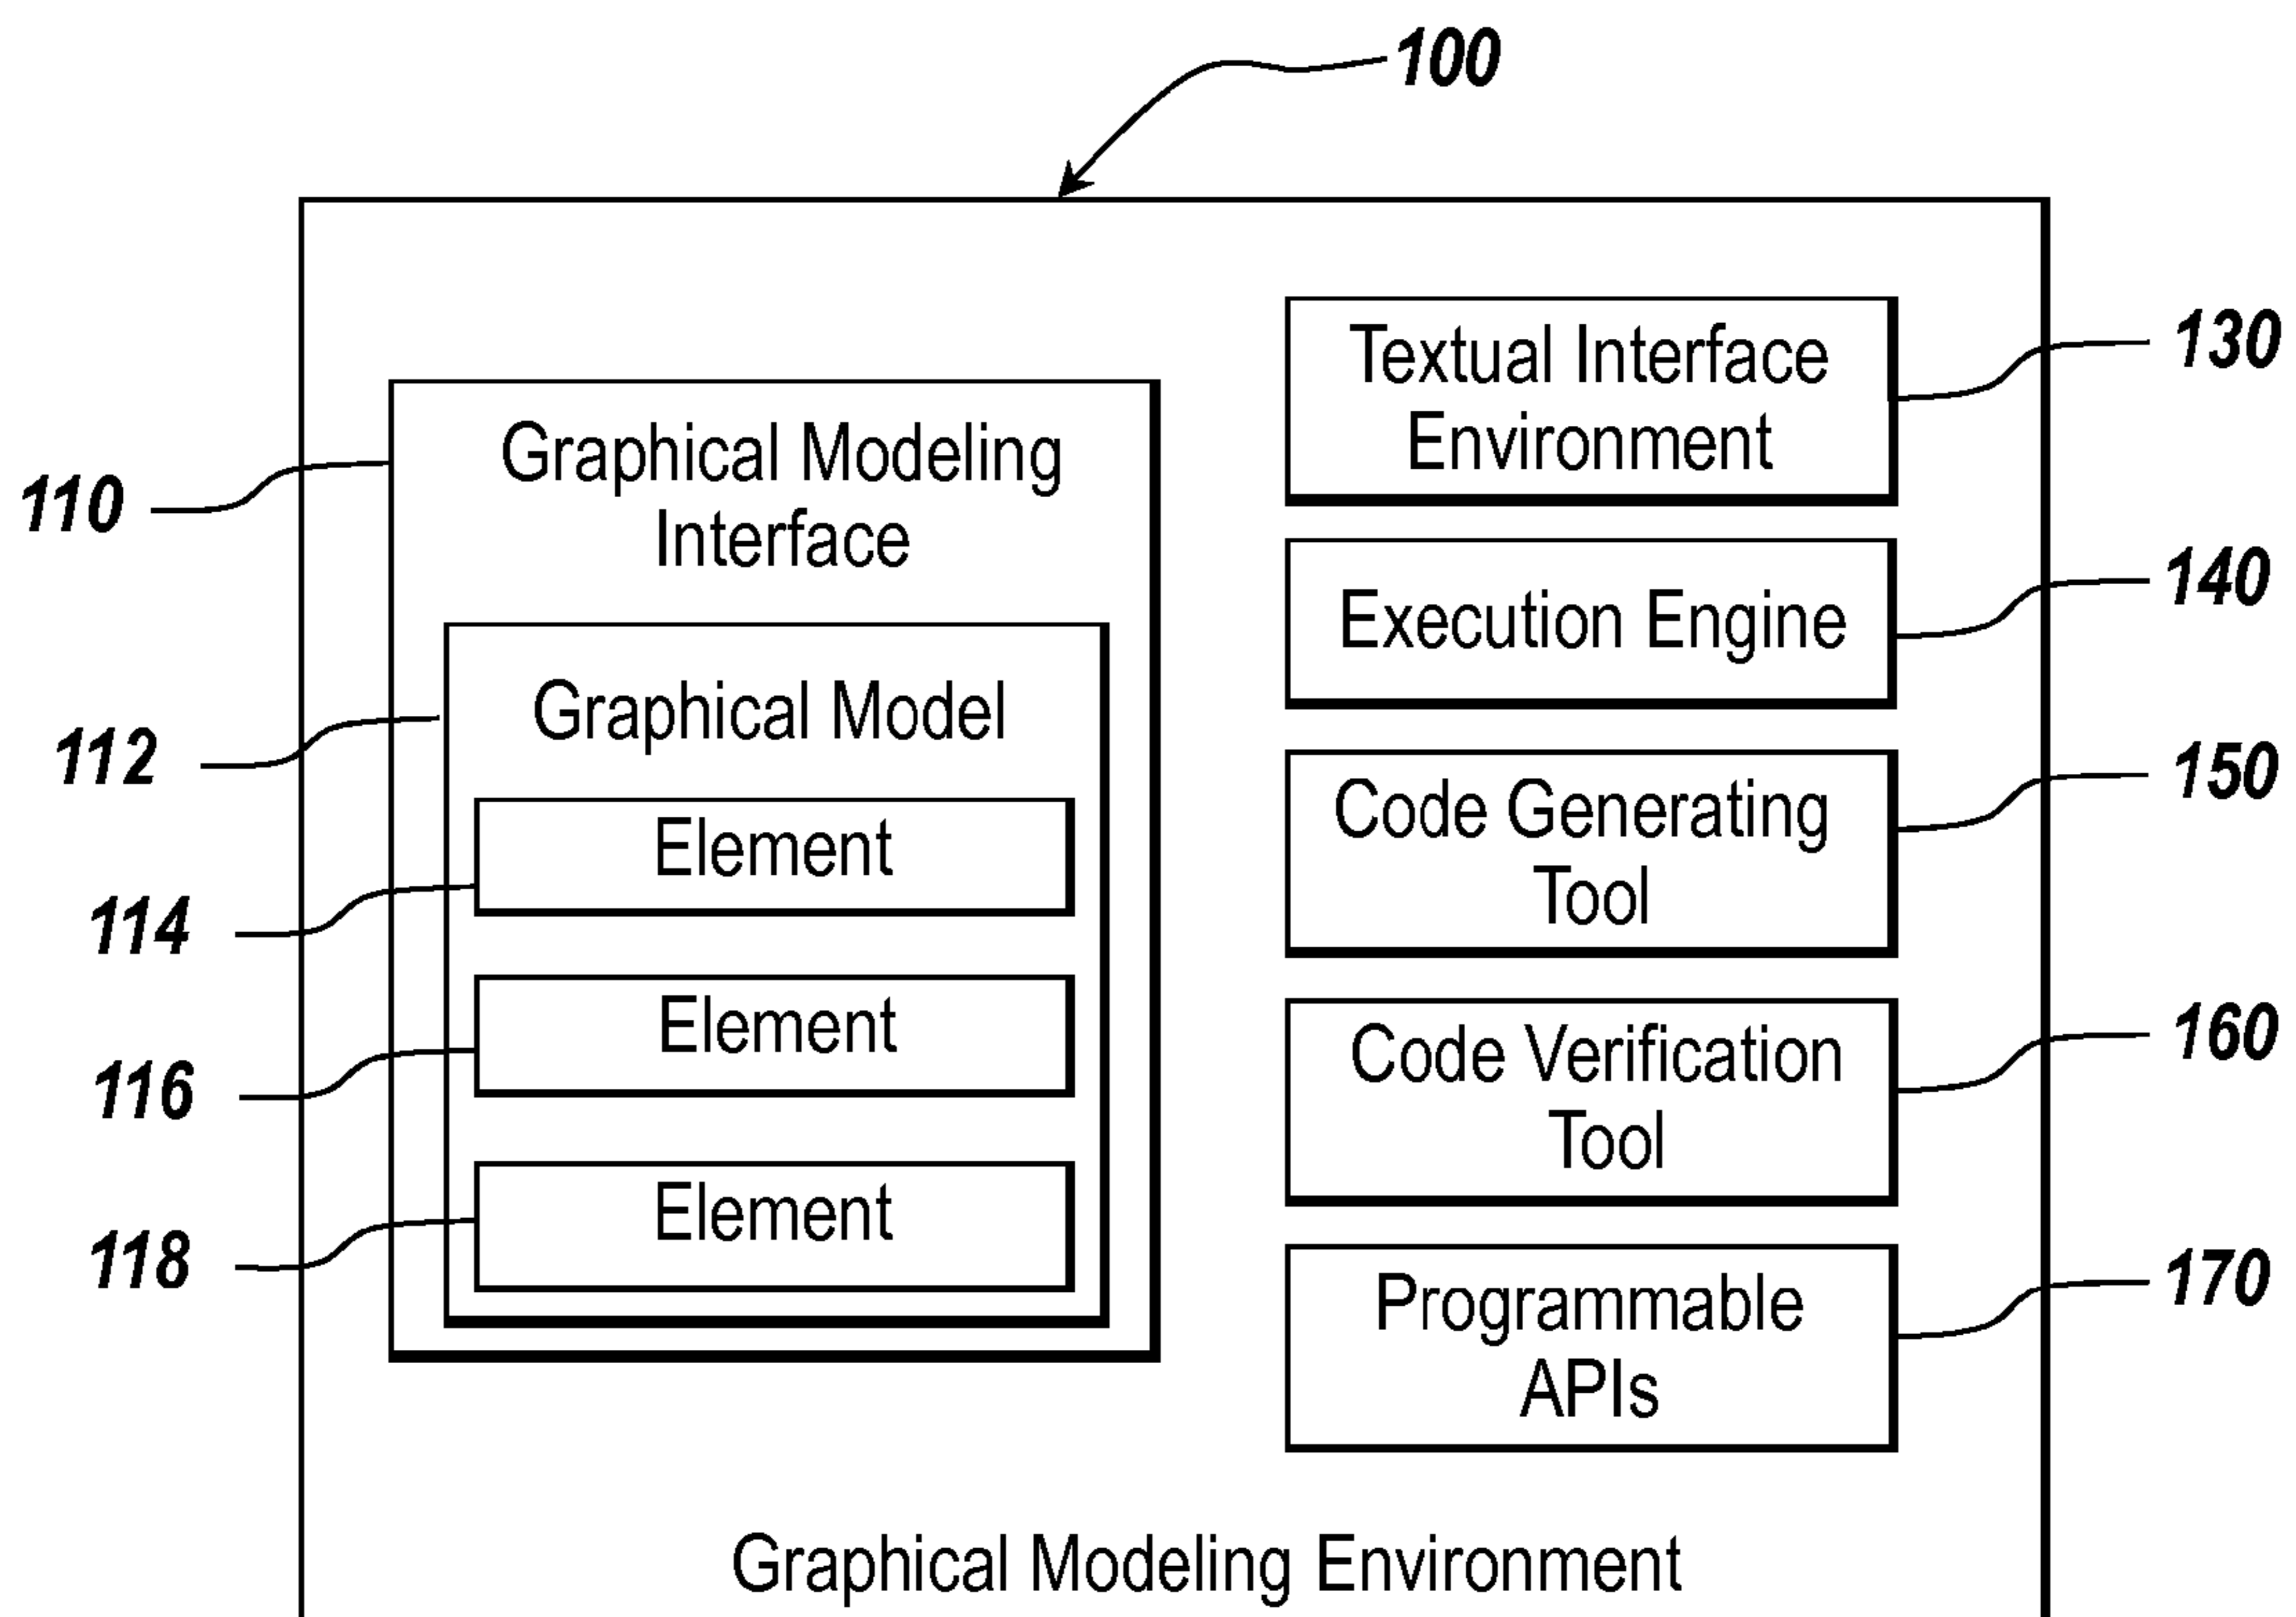 100
Textual Interface
Environment
130
110
Graphical Modeling
Interface
Execution Engine
140
112
Graphical Model
Code Generating
Tool
150
Element
114
Element
116
Code Verification
Tool
160
Element
118
Programmable
APIs
170
Graphical Modeling Environment